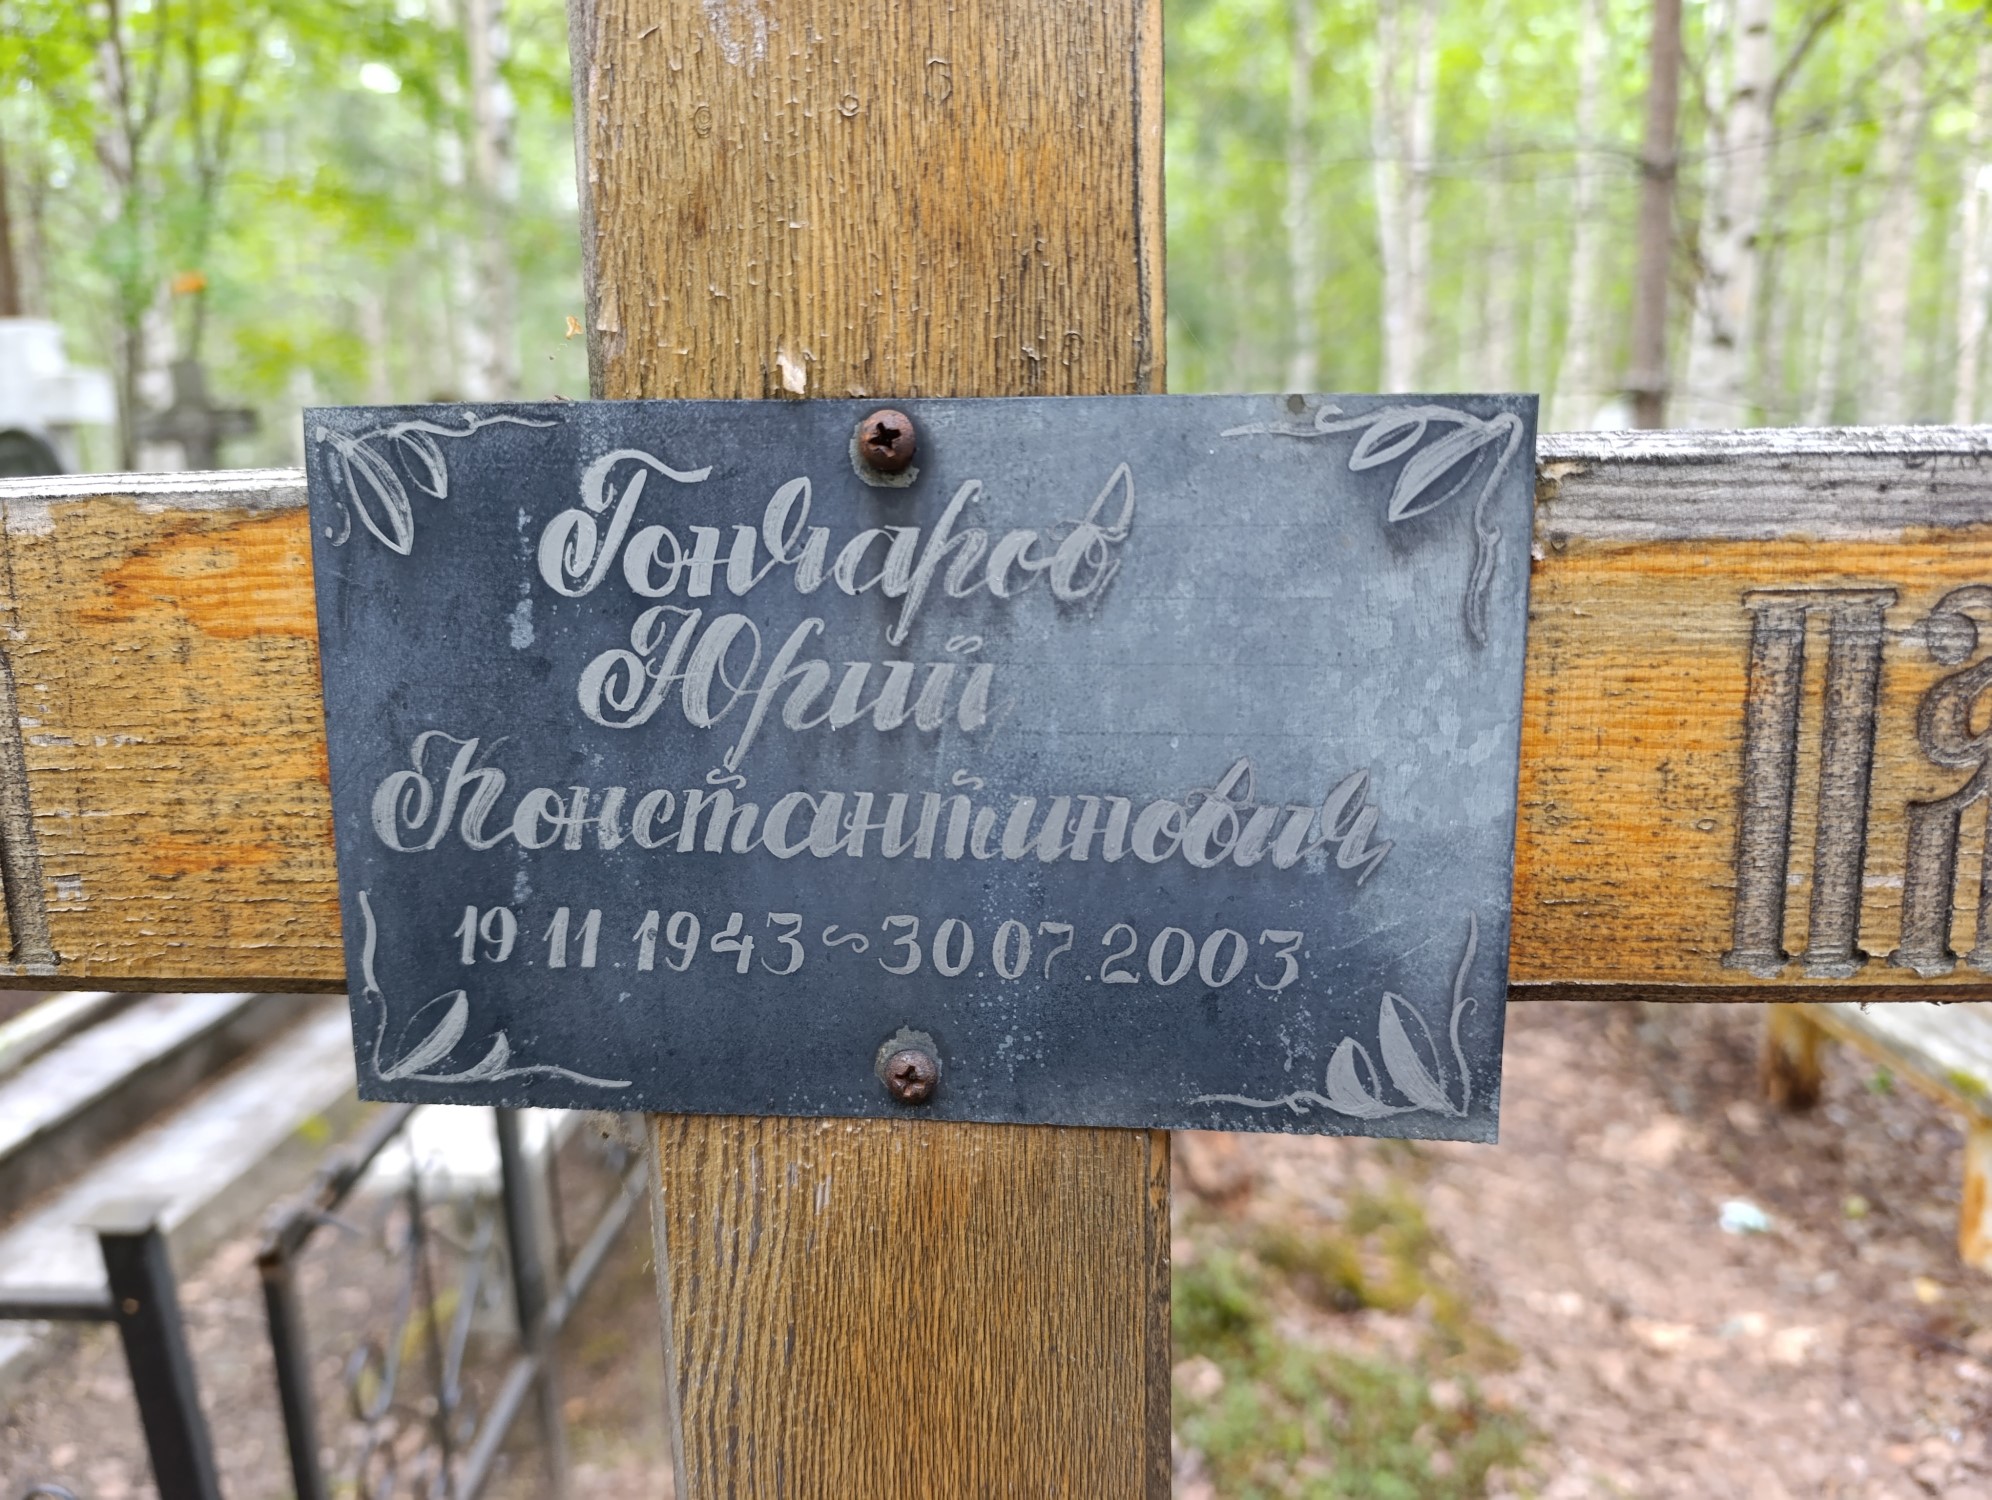 Гончаров
Юрий
Константинович
19.11.1943~30.07.2003